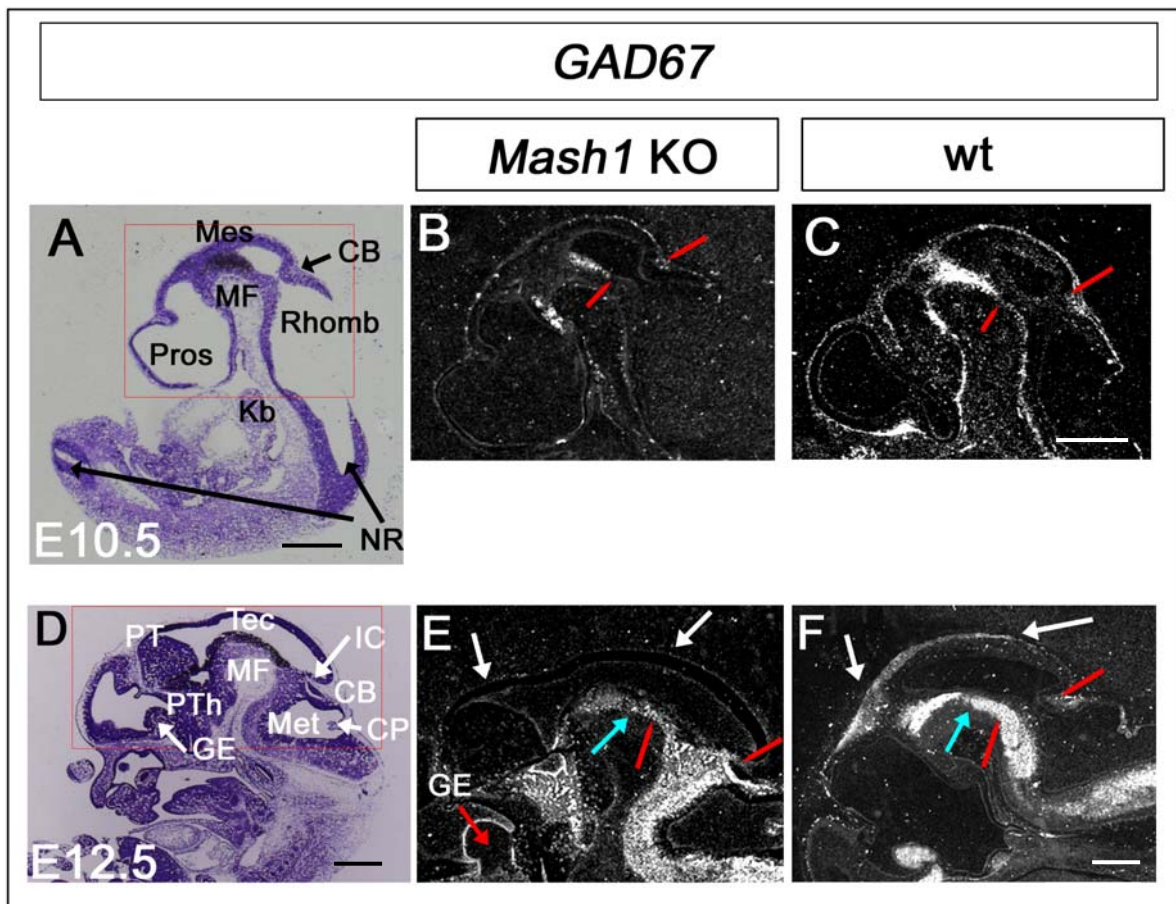 GAD67
Mash1 KO
wt
A
Mes
CB
MF
Rhomb
Pros
Kb
NR
E10.5
B
C
D
Tec
PT
IC
MF
CB
PTh
Met
CP
GE
E12.5
E
GE
F